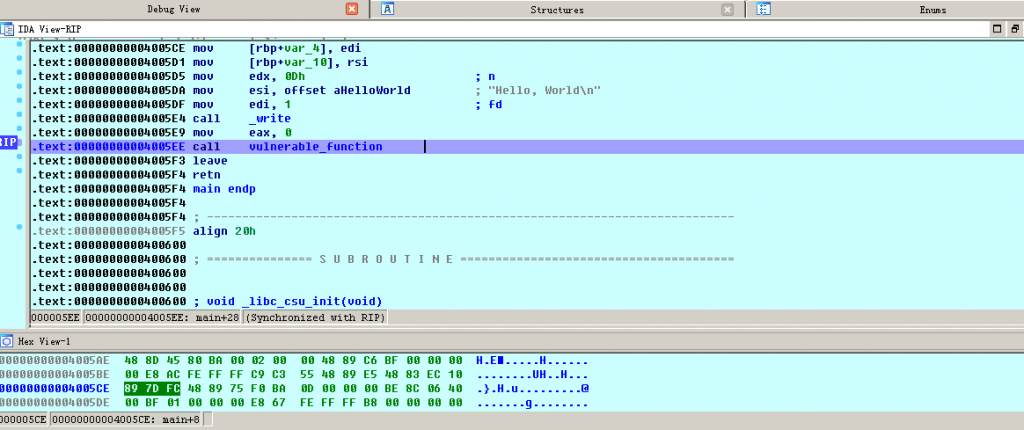 Debug View Structures Enums
IDA View-RIP
.text:00000000004005CE mov [rbp+var_4], edi
.text:00000000004005D1 mov [rbp+var_10], rsi
.text:00000000004005D5 mov edx, 0Dh ; n
.text:00000000004005DA mov esi, offset aHelloWorld ; "Hello, World\n"
.text:00000000004005DF mov edi, 1 ; fd
.text:00000000004005E4 call _write
.text:00000000004005E9 mov eax, 0
RIP .text:00000000004005EE call vulnerable_function
.text:00000000004005F3 leave
.text:00000000004005F4 retn
.text:00000000004005F4 main endp
.text:00000000004005F4
.text:00000000004005F4 ; ---------------------------------------------------------------------------
.text:00000000004005F5 align 20h
.text:0000000000400600
.text:0000000000400600 ; =============== S U B R O U T I N E =======================================
.text:0000000000400600
.text:0000000000400600
.text:0000000000400600 ; void _libc_csu_init(void)
000005EE 00000000004005EE: main+28 (Synchronized with RIP)
Hex View-1
00000000004005AE 48 8D 45 80 BA 00 02 00 00 48 89 C6 BF 00 00 00 H.E.....H......
00000000004005BE 00 E8 AC FE FF FF C9 C3 55 48 89 E5 48 83 EC 10 ........UH..H...
00000000004005CE 89 7D FC 48 89 75 F0 BA 0D 00 00 00 BE 8C 06 40 .}.H.u.........@
00000000004005DE 00 BF 01 00 00 00 E8 67 FE FF FF B8 00 00 00 00 .......g........
000005CE 00000000004005CE: main+8